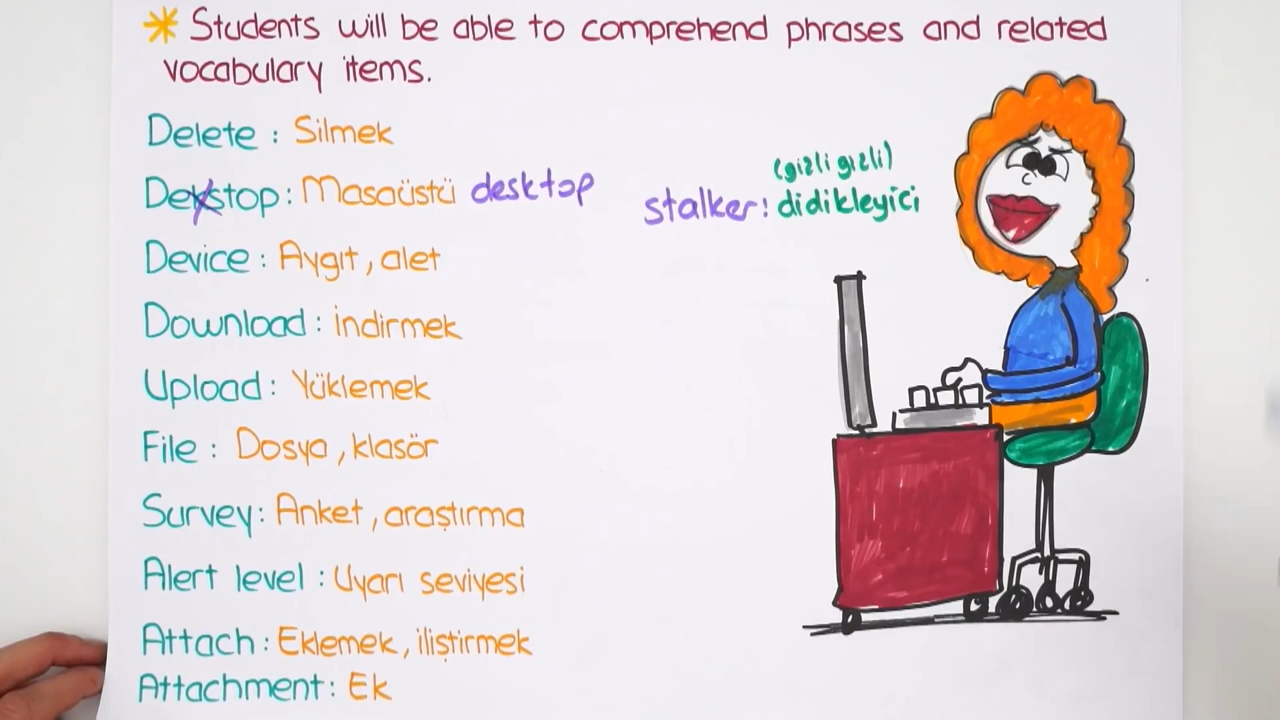 * Students will be able to comprehend phrases and related
vocabulary items.
Delete : Silmek
Dexstop : Masaüstü desktop
(gizli gizli)
stalker : didikleyici
Device : Aygıt , alet
Download : indirmek
Upload : Yüklemek
File : Dosya , klasör
Survey : Anket , araştırma
Alert level : Uyarı seviyesi
Attach : Eklemek , iliştirmek
Attachment : Ek